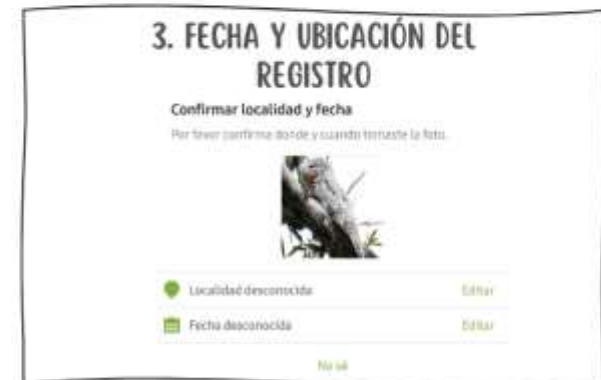 3. FECHA Y UBICACIÓN DEL
REGISTRO
Confirmar localidad y fecha
Por favor confirma donde y cuando tomaste la foto.
Localidad desconocida
Editar
Fecha desconocida
Editar
No sé